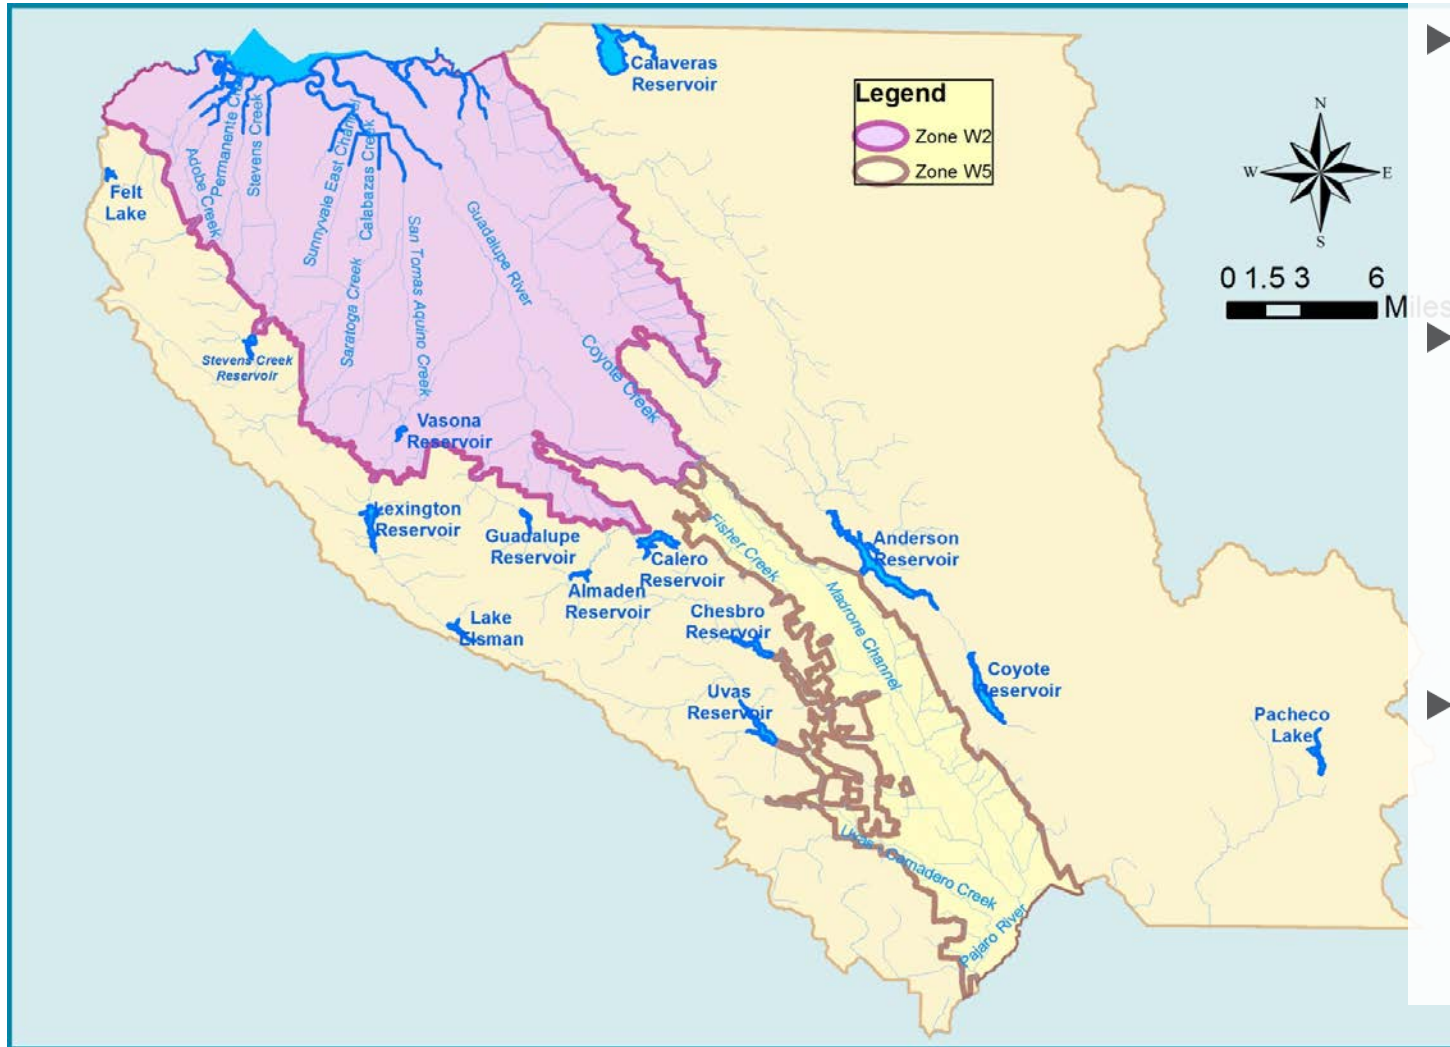 Calaveras
Reservoir
Legend
Zone W2
Zone W5
N
W
E
S
0 1.5 3 6
Miles
Felt
Lake
Adobe Creek
Permanente
Stevens Creek
Sunnyvale East Channel
Calabazas Creek
Saratoga Creek
San Tomas Aquino Creek
Guadalupe River
Coyote Creek
Stevens Creek
Reservoir
Vasona
Reservoir
Lexington
Reservoir
Guadalupe
Reservoir
Almaden
Reservoir
Calero
Reservoir
Lake
Elsman
Chesbro
Reservoir
Uvas
Reservoir
Fisher Creek
Madrone Channel
Anderson
Reservoir
Coyote
Reservoir
Pacheco
Lake
Uvas - Carnadero Creek
Pajaro River